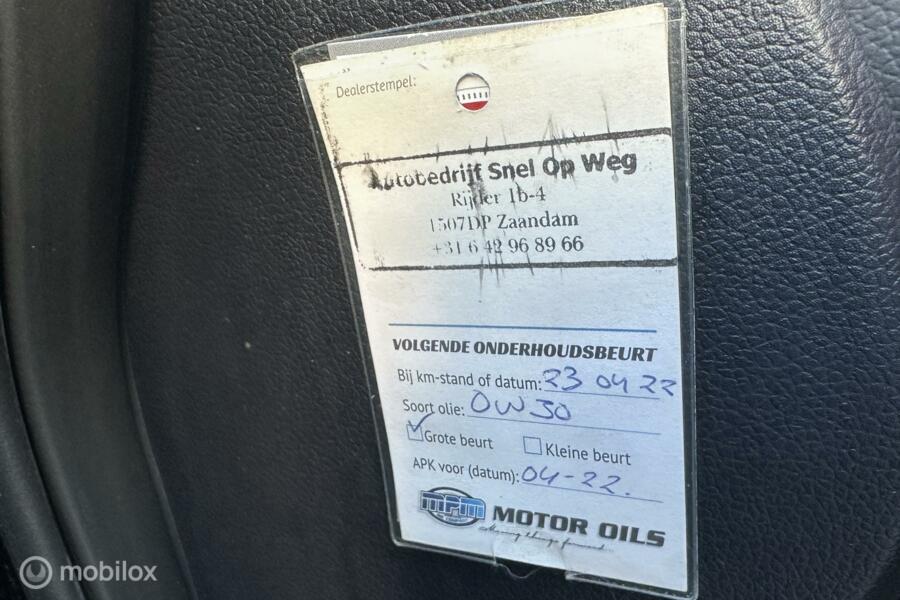 Dealerstempel:
Autobedrijf Snel Op Weg
Rijder 1b-4
1507DP Zaandam
+31 6 42 96 89 66
VOLGENDE ONDERHOUDSBEURT
Bij km-stand of datum: 23 04 22
Soort olie: OW30
Grote beurt Kleine beurt
APK voor (datum): 04-22.
MPM MOTOR OILS
mobilox